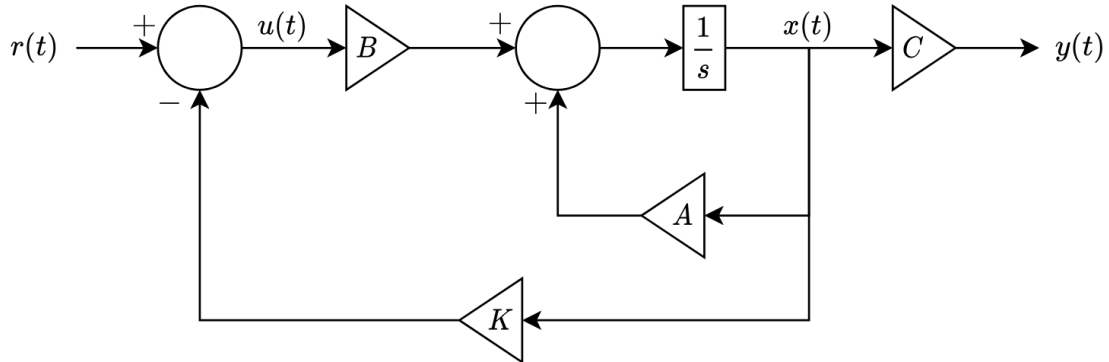 r(t) + u(t) B + 1/s x(t) C y(t)
− +
A
K